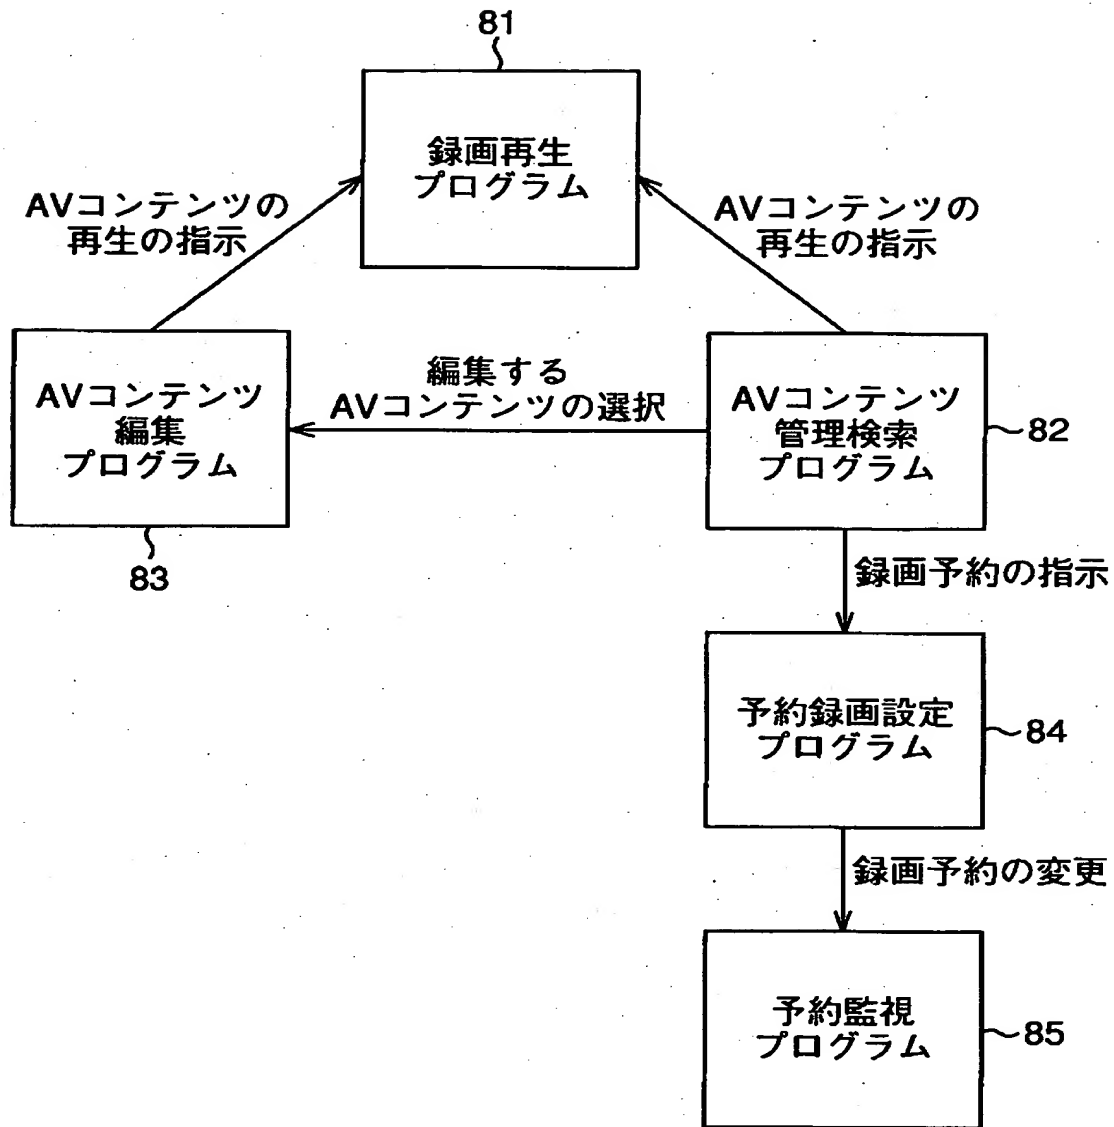 81
録画再生
プログラム
AVコンテンツの
再生の指示
AVコンテンツの
再生の指示
AVコンテンツ
編集
プログラム
83
編集する
AVコンテンツの選択
AVコンテンツ
管理検索
プログラム
82
録画予約の指示
予約録画設定
プログラム
84
録画予約の変更
予約監視
プログラム
85